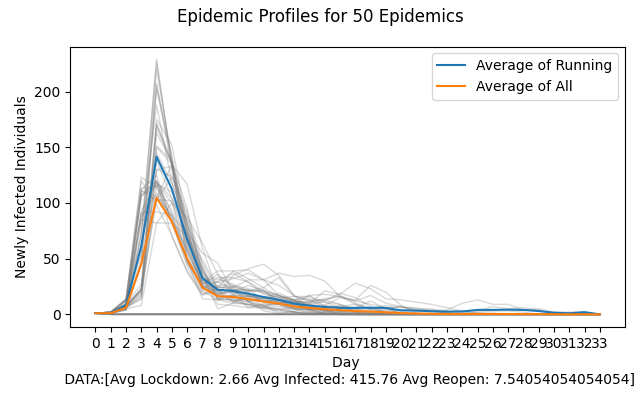 Epidemic Profiles for 50 Epidemics
Average of Running
Average of All
Newly Infected Individuals
200
150
100
50
0
0 1 2 3 4 5 6 7 8 9 10 11 12 13 14 15 16 17 18 19 20 21 22 23 24 25 26 27 28 29 30 31 32 33
Day
DATA:[Avg Lockdown: 2.66 Avg Infected: 415.76 Avg Reopen: 7.54054054054054]